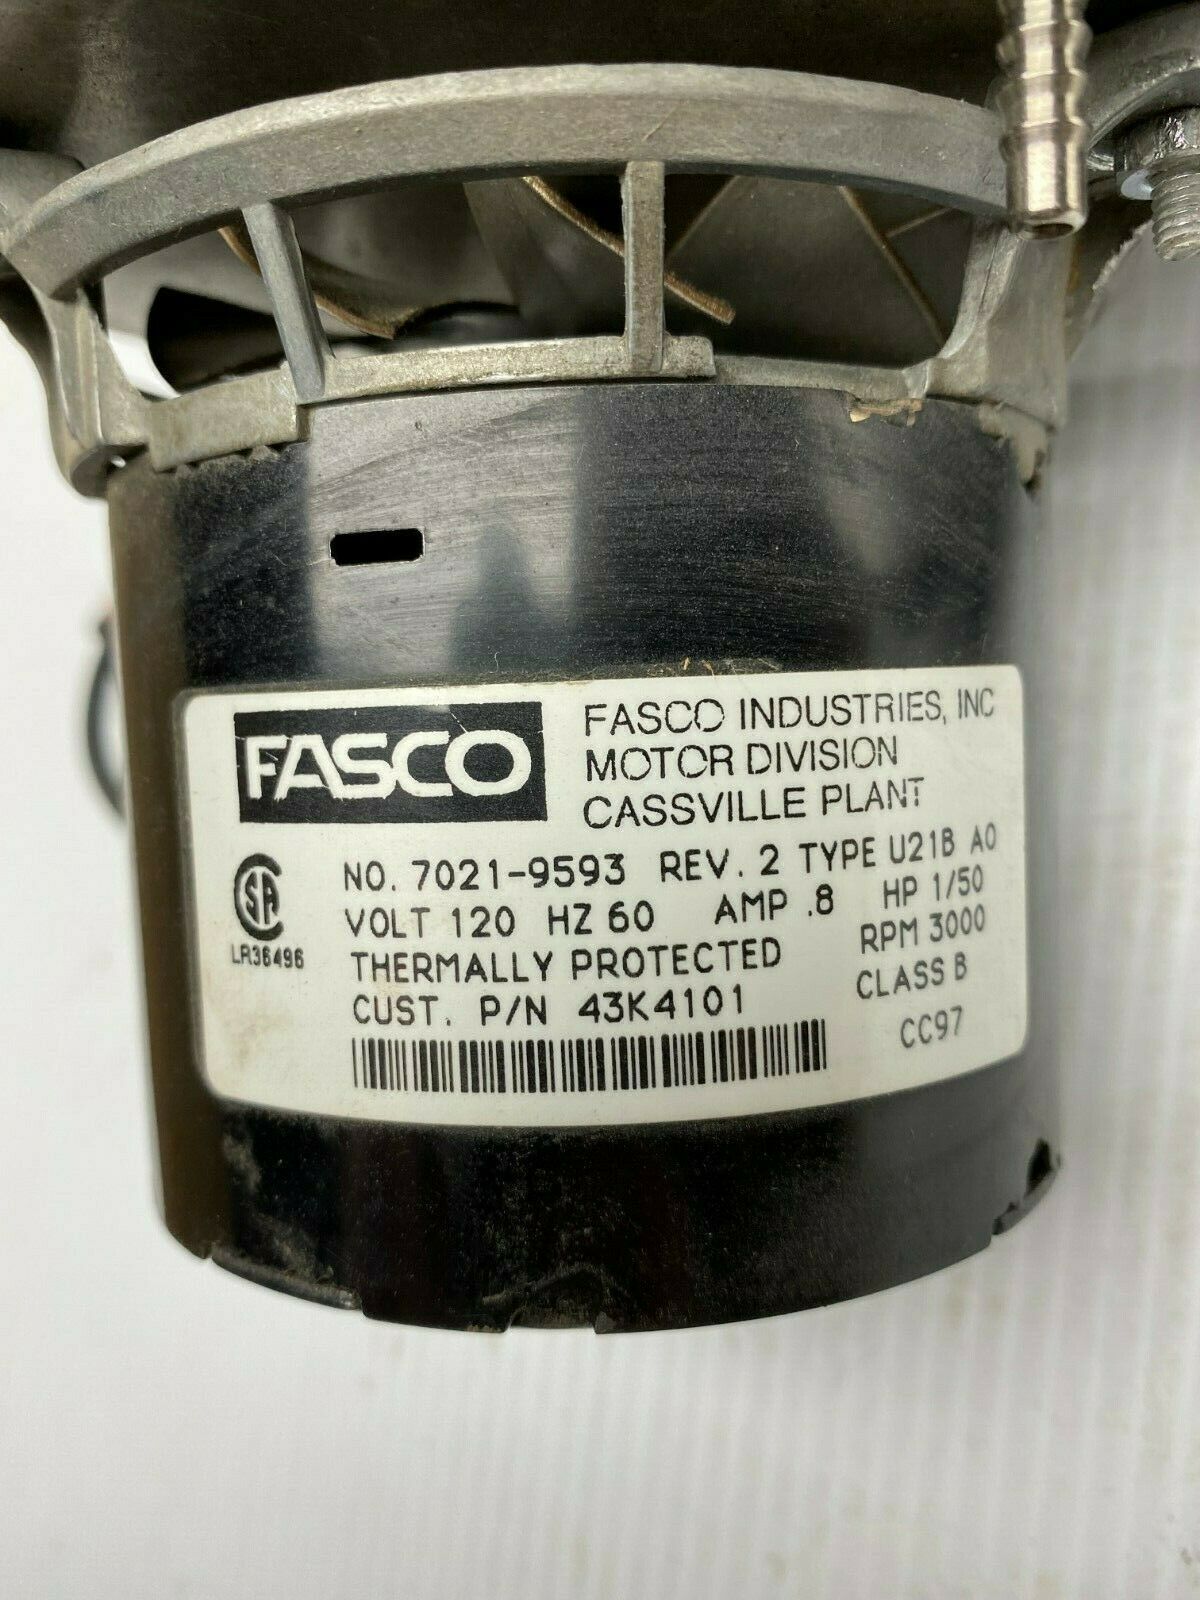 FASCO
FASCO INDUSTRIES, INC
MOTOR DIVISION
CASSVILLE PLANT
SA
LR36496
NO. 7021-9593 REV. 2 TYPE U21B A0
VOLT 120 HZ 60 AMP .8 HP 1/50
THERMALLY PROTECTED RPM 3000
CUST. P/N 43K4101 CLASS B
CC97